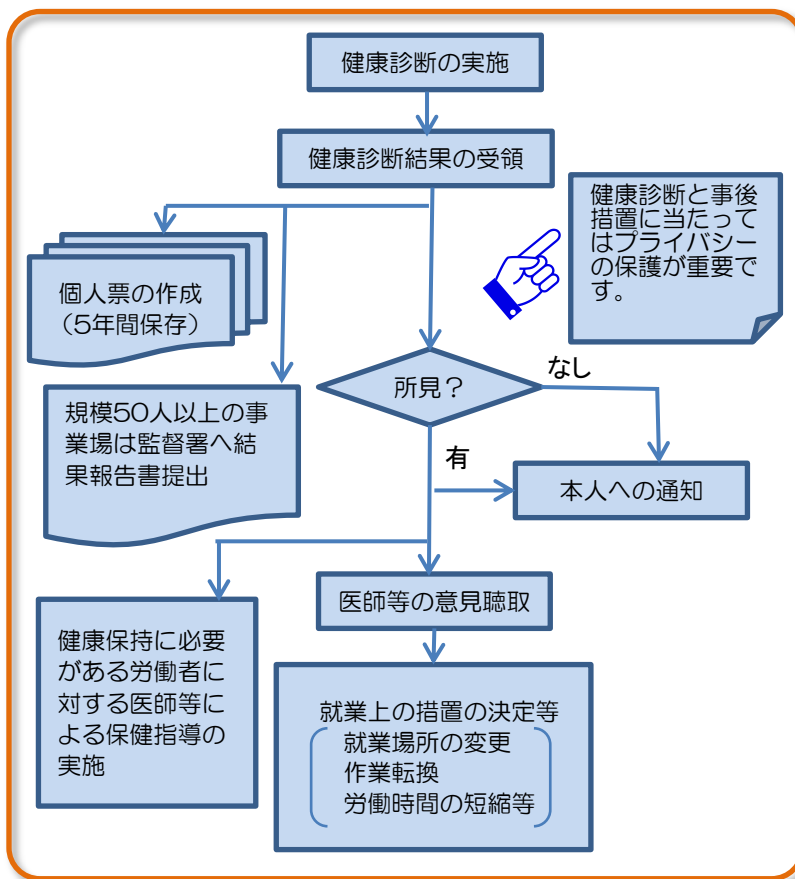 健康診断の実施
健康診断結果の受領
健康診断と事後
措置に当たって
はプライバシー
の保護が重要で
す。
個人票の作成
（5年間保存）
所見？
なし
規模50人以上の事
業場は監督署へ結
果報告書提出
有
本人への通知
医師等の意見聴取
健康保持に必要
がある労働者に
対する医師等に
よる保健指導の
実施
就業上の措置の決定等
就業場所の変更
作業転換
労働時間の短縮等